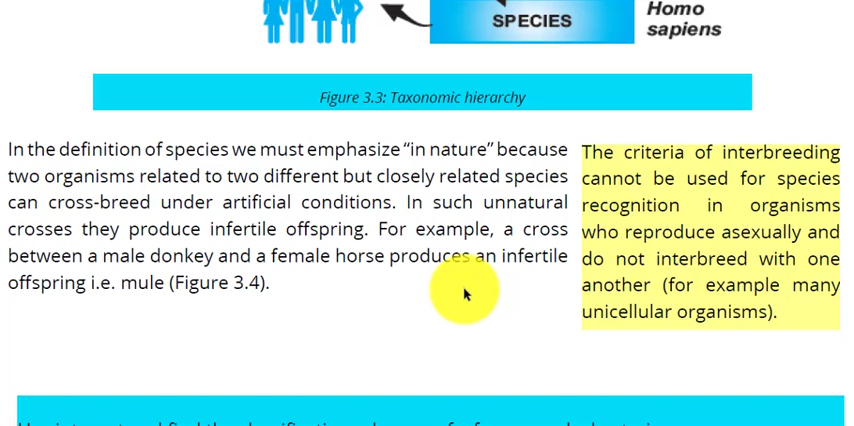 SPECIES
Homo
sapiens
Figure 3.3: Taxonomic hierarchy
In the definition of species we must emphasize “in nature” because
two organisms related to two different but closely related species
can cross-breed under artificial conditions. In such unnatural
crosses they produce infertile offspring. For example, a cross
between a male donkey and a female horse produces an infertile
offspring i.e. mule (Figure 3.4).
The criteria of interbreeding
cannot be used for species
recognition in organisms
who reproduce asexually and
do not interbreed with one
another (for example many
unicellular organisms).